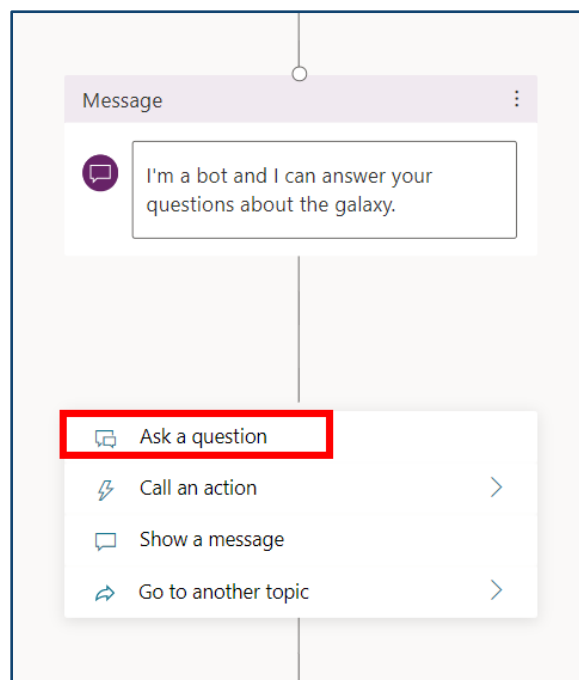 Message
I'm a bot and I can answer your
questions about the galaxy.
Ask a question
Call an action
Show a message
Go to another topic